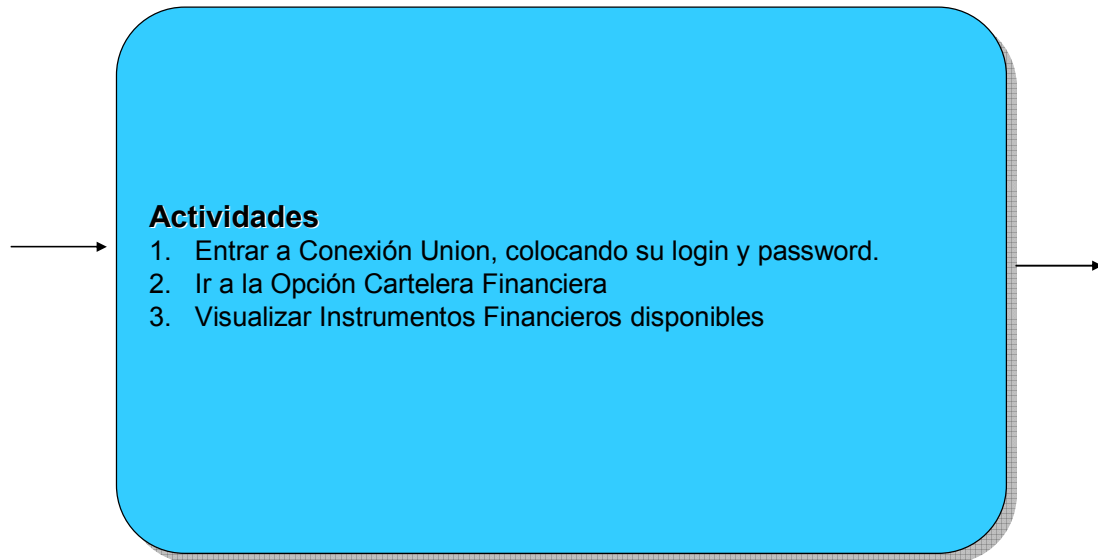 Actividades
1. Entrar a Conexión Union, colocando su login y password.
2. Ir a la Opción Cartelera Financiera
3. Visualizar Instrumentos Financieros disponibles